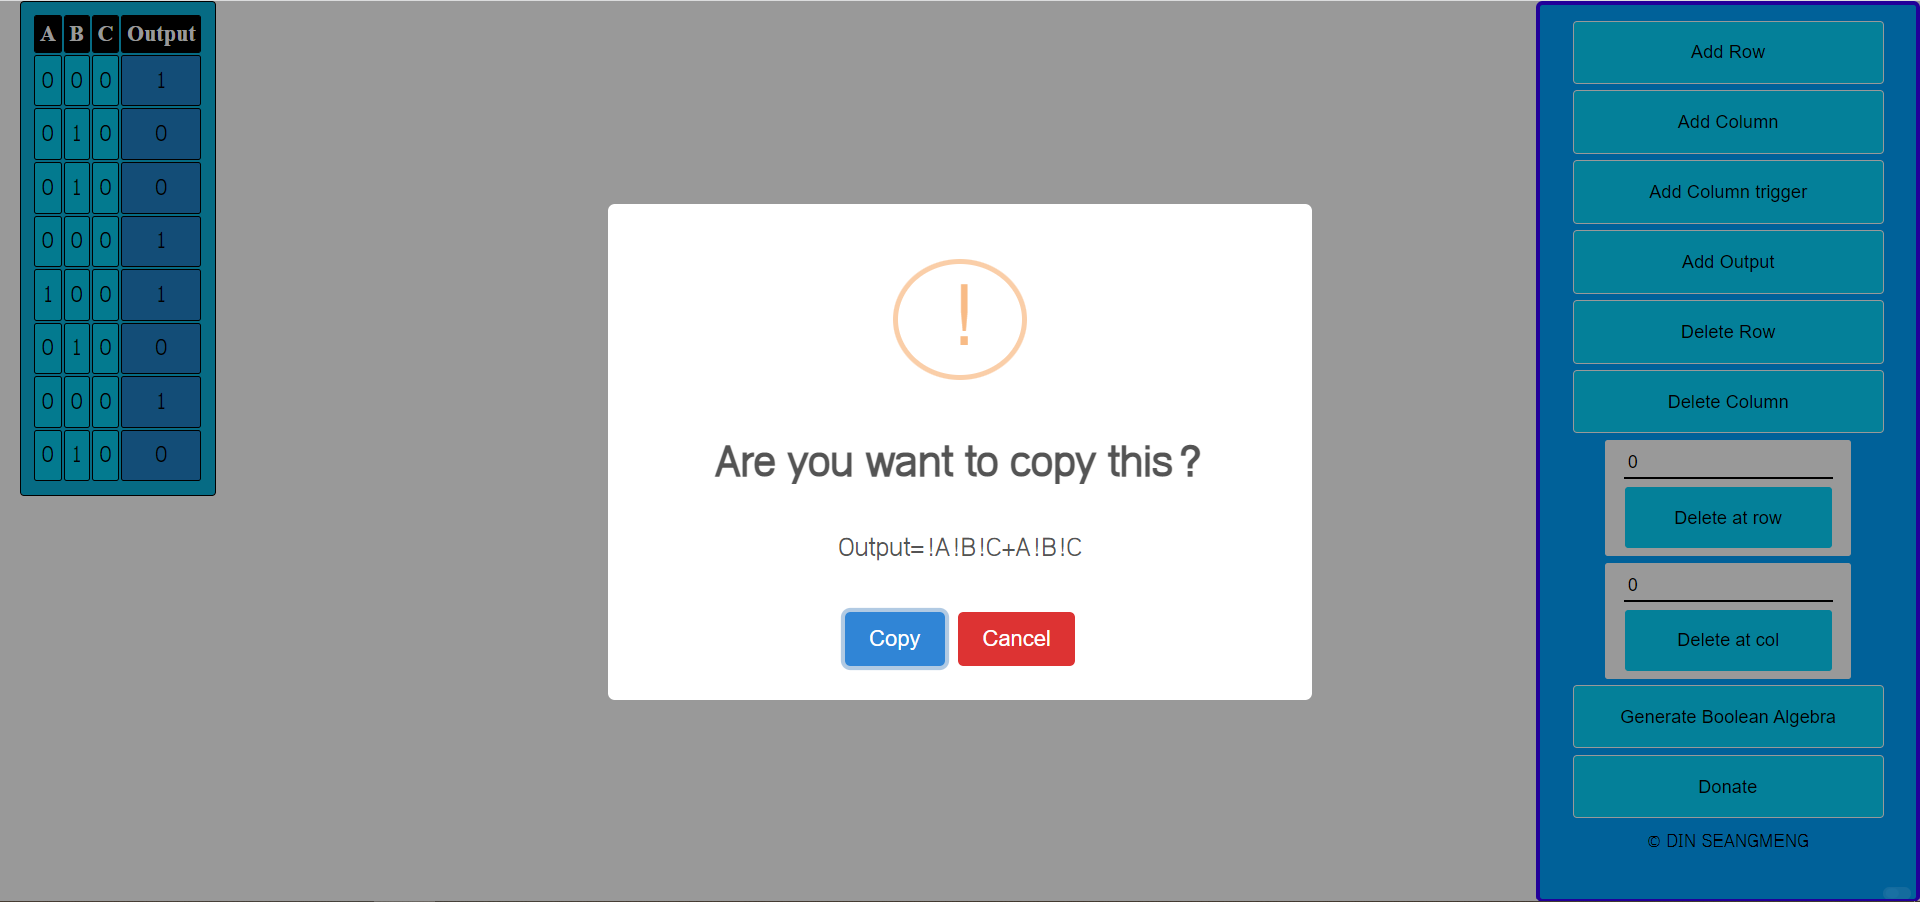 A B C Output
0 0 0 1
0 1 0 0
0 1 0 0
0 0 0 1
1 0 0 1
0 1 0 0
0 0 0 1
0 1 0 0
!
Are you want to copy this ?
Output=!A!B!C+A!B!C
Copy Cancel
Add Row
Add Column
Add Column trigger
Add Output
Delete Row
Delete Column
0
Delete at row
0
Delete at col
Generate Boolean Algebra
Donate
© DIN SEANGMENG